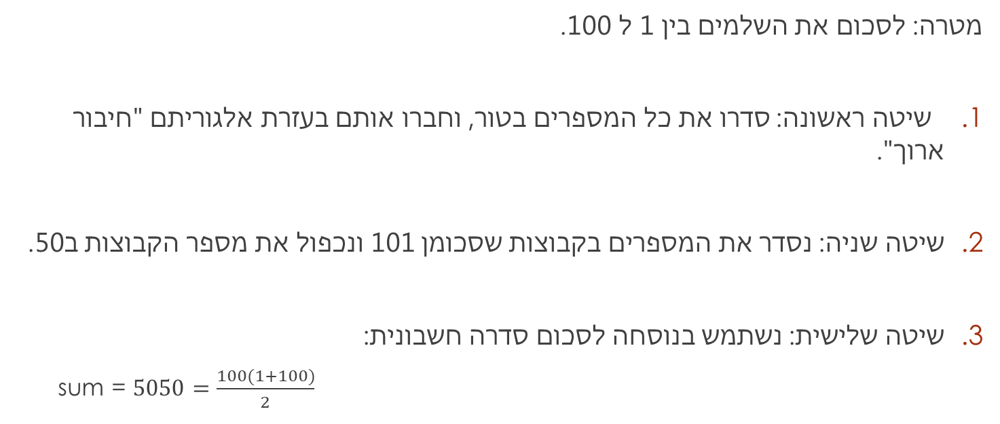 מטרה: לסכום את השלמים בין 1 ל 100.
1. שיטה ראשונה: סדרו את כל המספרים בטור, וחברו אותם בעזרת אלגוריתם "חיבור
ארוך".
2. שיטה שניה: נסדר את המספרים בקבוצות שסכומן 101 ונכפול את מספר הקבוצות ב50.
3. שיטה שלישית: נשתמש בנוסחה לסכום סדרה חשבונית:
sum = 5050 = \frac{100(1+100)}{2}